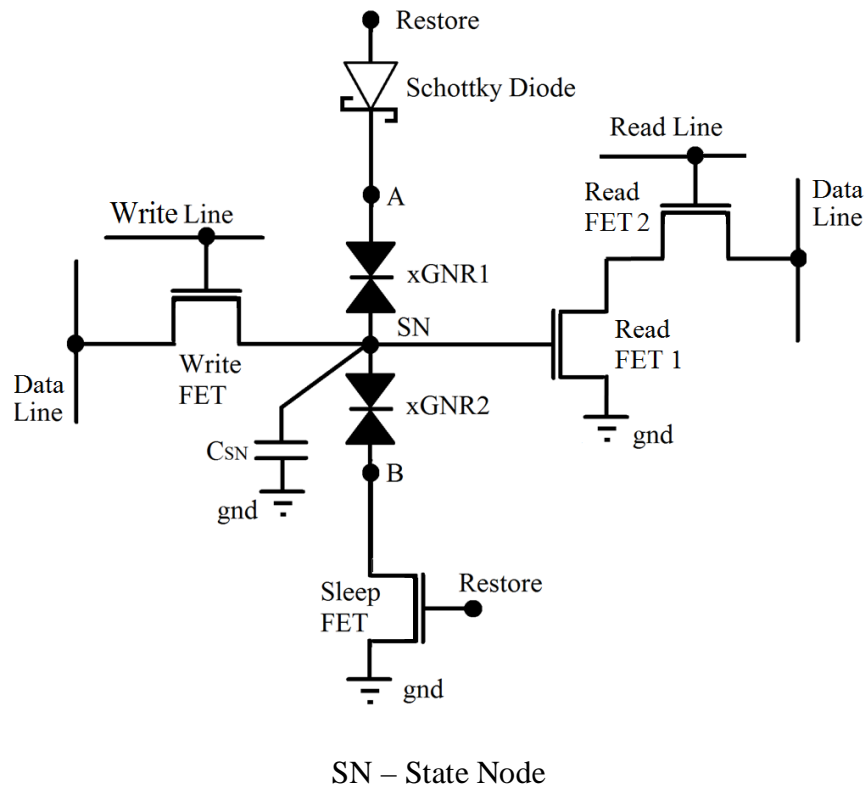 Restore
Schottky Diode
Read Line
A
Read
FET 2
Data
Line
Write Line
xGNR1
SN
Read
FET 1
Write
FET
Data
Line
xGNR2
CSN
gnd
B
gnd
Sleep
FET
Restore
gnd
SN – State Node